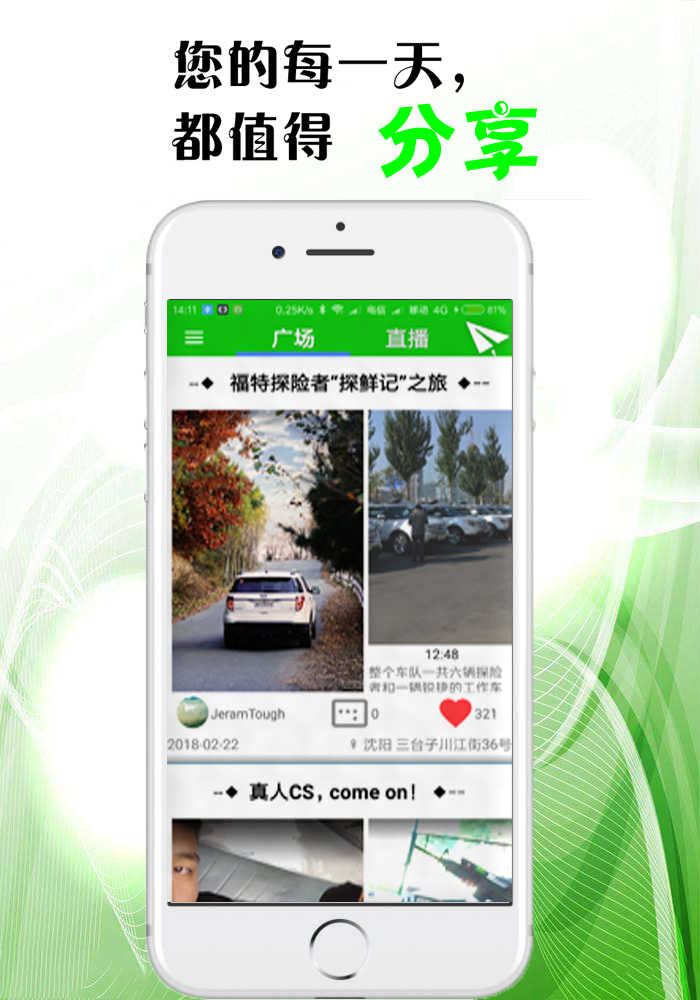 您的每一天，
都值得 分享
14:11 0.25K/s 电信 移动 4G 81%
广场 直播
--◆ 福特探险者“探鲜记”之旅 ◆--
12:48
整个车队一共六辆探险
者和一辆锐捷的工作车
JeramTough 0 321
2018-02-22 沈阳 三台子川江街36号
--◆ 真人CS，come on！ ◆--